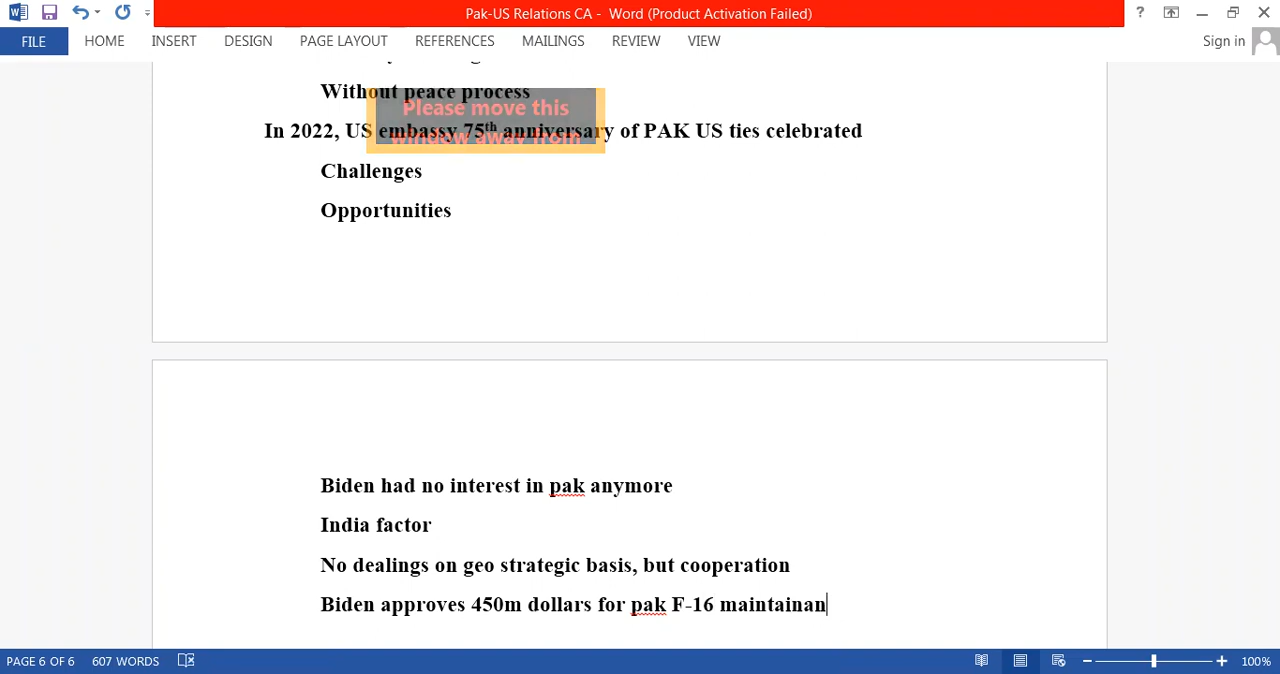 Pak-US Relations CA - Word (Product Activation Failed)
?
FILE HOME INSERT DESIGN PAGE LAYOUT REFERENCES MAILINGS REVIEW VIEW Sign in
Without peace process
Please move this
window away from
In 2022, US embassy 75th anniversary of PAK US ties celebrated
Challenges
Opportunities
Biden had no interest in pak anymore
India factor
No dealings on geo strategic basis, but cooperation
Biden approves 450m dollars for pak F-16 maintainan
PAGE 6 OF 6 607 WORDS 100%